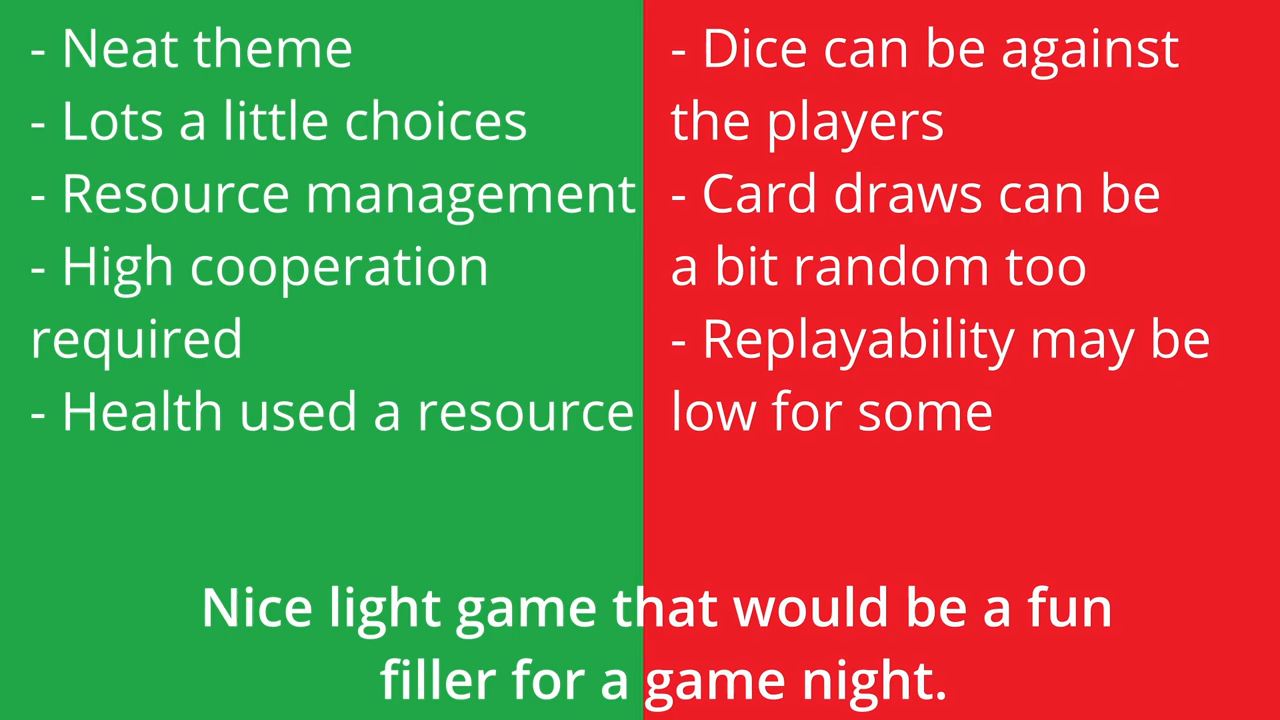 - Neat theme
- Lots a little choices
- Resource management
- High cooperation
required
- Health used a resource
- Dice can be against
the players
- Card draws can be
a bit random too
- Replayability may be
low for some
Nice light game that would be a fun
filler for a game night.